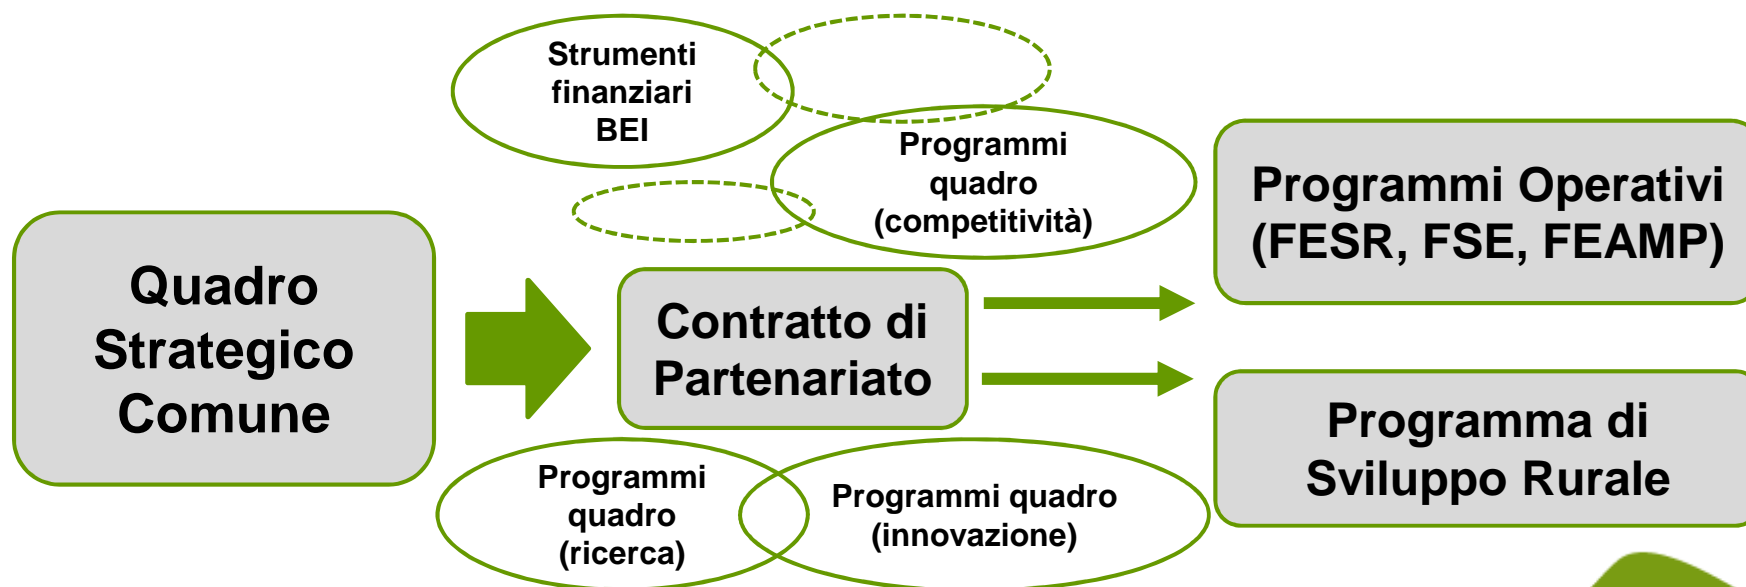 Strumenti
finanziari
BEI
Programmi
quadro
(competitività)
Programmi Operativi
(FESR, FSE, FEAMP)
Quadro
Strategico
Comune
Contratto di
Partenariato
Programma di
Sviluppo Rurale
Programmi
quadro
(ricerca)
Programmi quadro
(innovazione)